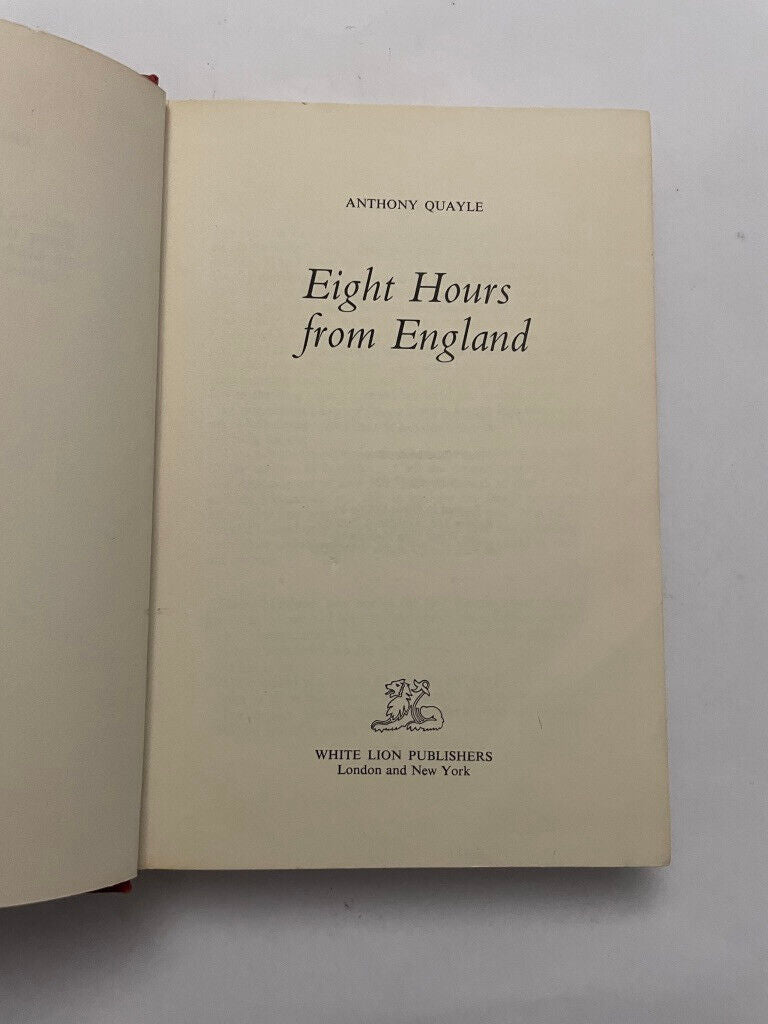 ANTHONY QUAYLE
Eight Hours
from England
WHITE LION PUBLISHERS
London and New York